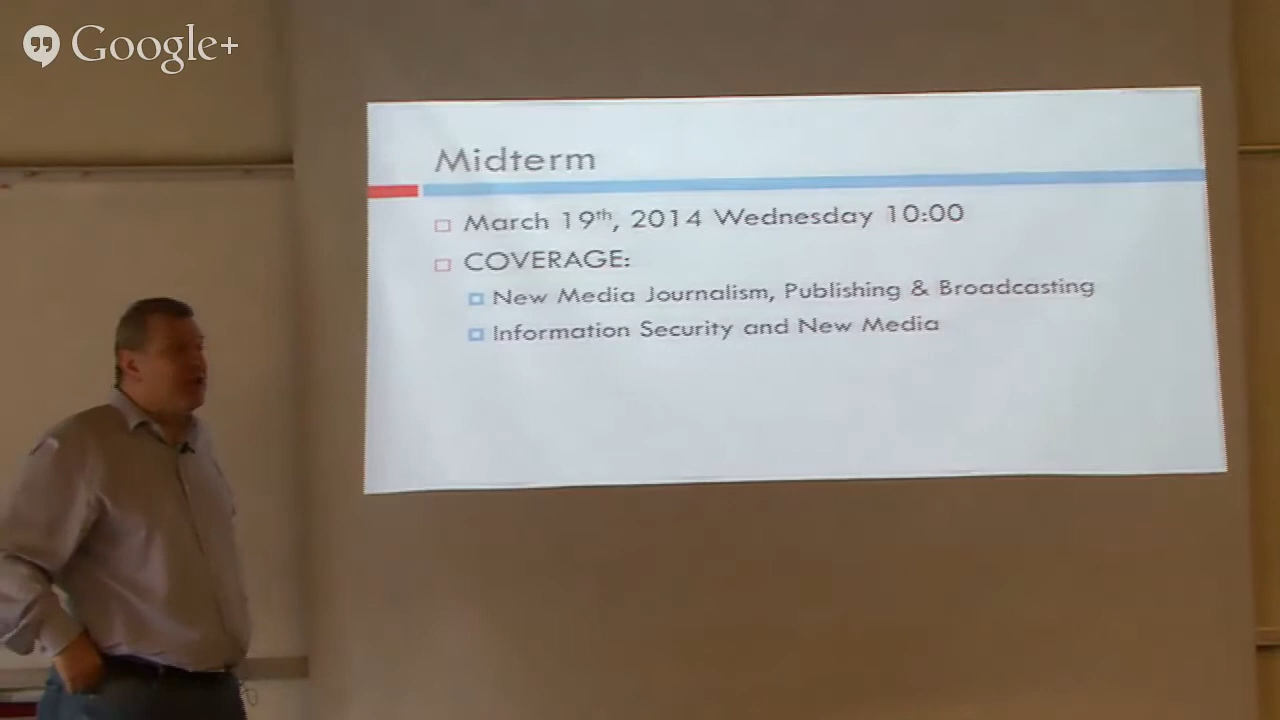 Google+
Midterm
March 19th, 2014 Wednesday 10:00
COVERAGE:
New Media Journalism, Publishing & Broadcasting
Information Security and New Media